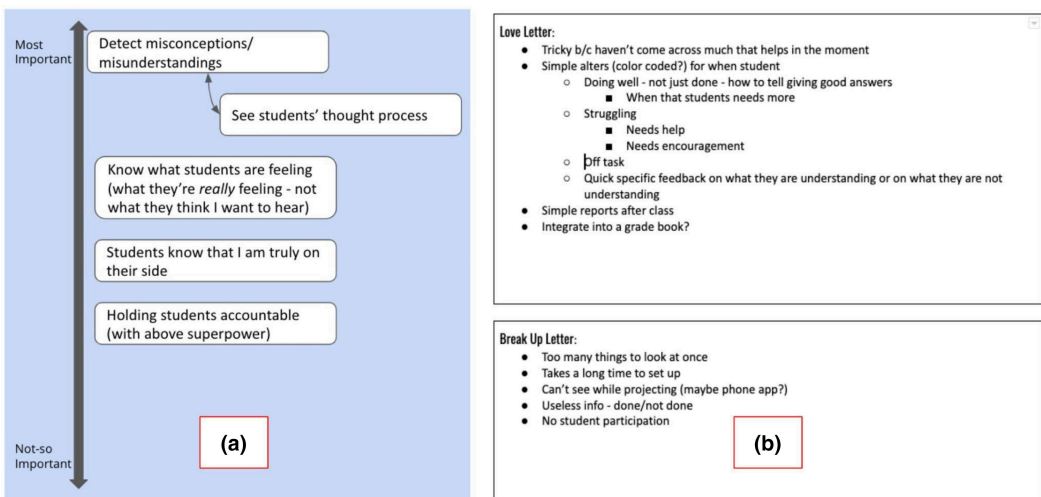 Most
Important
Detect misconceptions/
misunderstandings
See students' thought process
Know what students are feeling
(what they're really feeling - not
what they think I want to hear)
Students know that I am truly on
their side
Holding students accountable
(with above superpower)
Not-so
Important
(a)
Love Letter:
● Tricky b/c haven't come across much that helps in the moment
● Simple alters (color coded?) for when student
○ Doing well - not just done - how to tell giving good answers
■ When that students needs more
○ Struggling
■ Needs help
■ Needs encouragement
○ Off task
○ Quick specific feedback on what they are understanding or on what they are not
understanding
● Simple reports after class
● Integrate into a grade book?
Break Up Letter:
● Too many things to look at once
● Takes a long time to set up
● Can't see while projecting (maybe phone app?)
● Useless info - done/not done
● No student participation
(b)